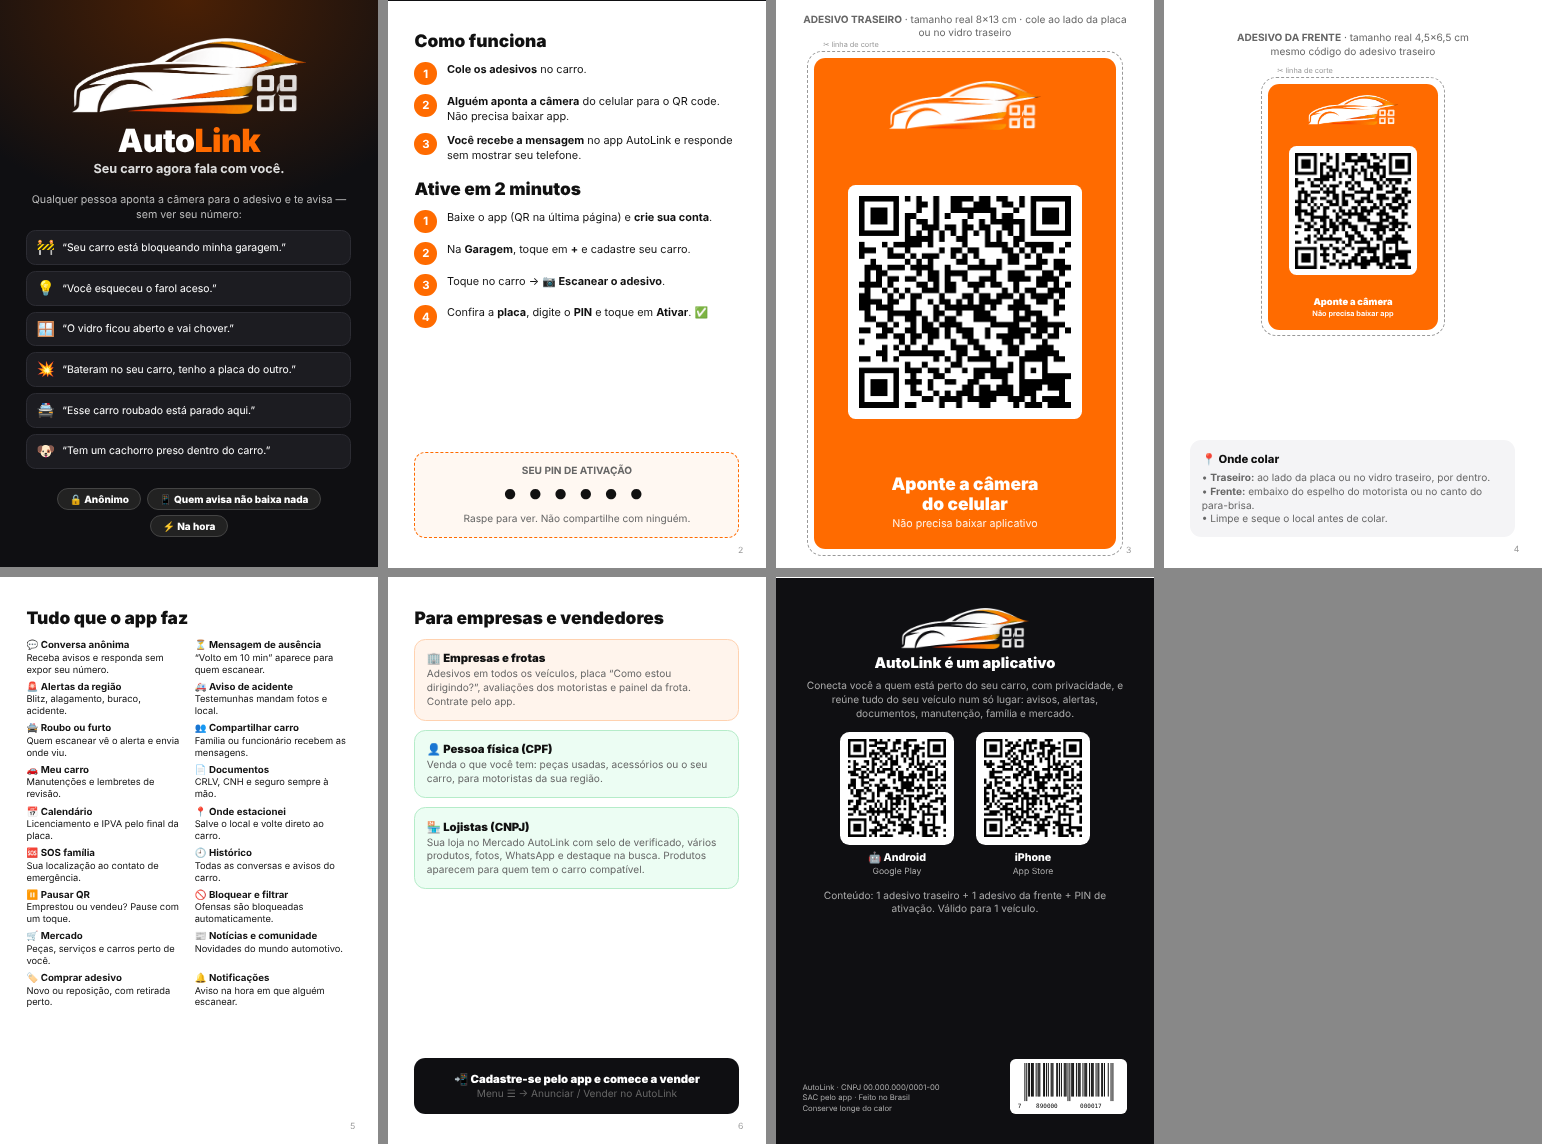 AutoLink
Seu carro agora fala com você.
Qualquer pessoa aponta a câmera para o adesivo e te avisa —
sem ver seu número:
🚧 “Seu carro está bloqueando minha garagem.”
💡 “Você esqueceu o farol aceso.”
🪟 “O vidro ficou aberto e vai chover.”
💥 “Bateram no seu carro, tenho a placa do outro.”
🚔 “Esse carro roubado está parado aqui.”
🐶 “Tem um cachorro preso dentro do carro.”
🔒 Anônimo
📱 Quem avisa não baixa nada
⚡ Na hora
Como funciona
1 Cole os adesivos no carro.
2 Alguém aponta a câmera do celular para o QR code.
Não precisa baixar app.
3 Você recebe a mensagem no app AutoLink e responde
sem mostrar seu telefone.
Ative em 2 minutos
1 Baixe o app (QR na última página) e crie sua conta.
2 Na Garagem, toque em + e cadastre seu carro.
3 Toque no carro → 📷 Escanear o adesivo.
4 Confira a placa, digite o PIN e toque em Ativar. ✅
SEU PIN DE ATIVAÇÃO
● ● ● ● ● ●
Raspe para ver. Não compartilhe com ninguém.
2
ADESIVO TRASEIRO · tamanho real 8×13 cm · cole ao lado da placa
ou no vidro traseiro
✂ linha de corte
Aponte a câmera
do celular
Não precisa baixar aplicativo
3
ADESIVO DA FRENTE · tamanho real 4,5×6,5 cm
mesmo código do adesivo traseiro
✂ linha de corte
Aponte a câmera
Não precisa baixar app
📍 Onde colar
• Traseiro: ao lado da placa ou no vidro traseiro, por dentro.
• Frente: embaixo do espelho do motorista ou no canto do
para-brisa.
• Limpe e seque o local antes de colar.
4
Tudo que o app faz
💬 Conversa anônima
Receba avisos e responda sem
expor seu número.
🚨 Alertas da região
Blitz, alagamento, buraco,
acidente.
🚔 Roubo ou furto
Quem escanear vê o alerta e envia
onde viu.
🚗 Meu carro
Manutenções e lembretes de
revisão.
📅 Calendário
Licenciamento e IPVA pelo final da
placa.
🆘 SOS família
Sua localização ao contato de
emergência.
⏸️ Pausar QR
Emprestou ou vendeu? Pause com
um toque.
🛒 Mercado
Peças, serviços e carros perto de
você.
🏷️ Comprar adesivo
Novo ou reposição, com retirada
perto.
⏳ Mensagem de ausência
“Volto em 10 min” aparece para
quem escanear.
🚑 Aviso de acidente
Testemunhas mandam fotos e
local.
👥 Compartilhar carro
Família ou funcionário recebem as
mensagens.
📄 Documentos
CRLV, CNH e seguro sempre à
mão.
📍 Onde estacionei
Salve o local e volte direto ao
carro.
🕘 Histórico
Todas as conversas e avisos do
carro.
🚫 Bloquear e filtrar
Ofensas são bloqueadas
automaticamente.
📰 Notícias e comunidade
Novidades do mundo automotivo.
🔔 Notificações
Aviso na hora em que alguém
escanear.
5
Para empresas e vendedores
🏢 Empresas e frotas
Adesivos em todos os veículos, placa “Como estou
dirigindo?”, avaliações dos motoristas e painel da frota.
Contrate pelo app.
👤 Pessoa física (CPF)
Venda o que você tem: peças usadas, acessórios ou o seu
carro, para motoristas da sua região.
🏪 Lojistas (CNPJ)
Sua loja no Mercado AutoLink com selo de verificado, vários
produtos, fotos, WhatsApp e destaque na busca. Produtos
aparecem para quem tem o carro compatível.
📲 Cadastre-se pelo app e comece a vender
Menu ☰ → Anunciar / Vender no AutoLink
6
AutoLink é um aplicativo
Conecta você a quem está perto do seu carro, com privacidade, e
reúne tudo do seu veículo num só lugar: avisos, alertas,
documentos, manutenção, família e mercado.
🤖 Android
Google Play
iPhone
App Store
Conteúdo: 1 adesivo traseiro + 1 adesivo da frente + PIN de
ativação. Válido para 1 veículo.
AutoLink · CNPJ 00.000.000/0001-00
SAC pelo app · Feito no Brasil
Conserve longe do calor
7 890000 000017